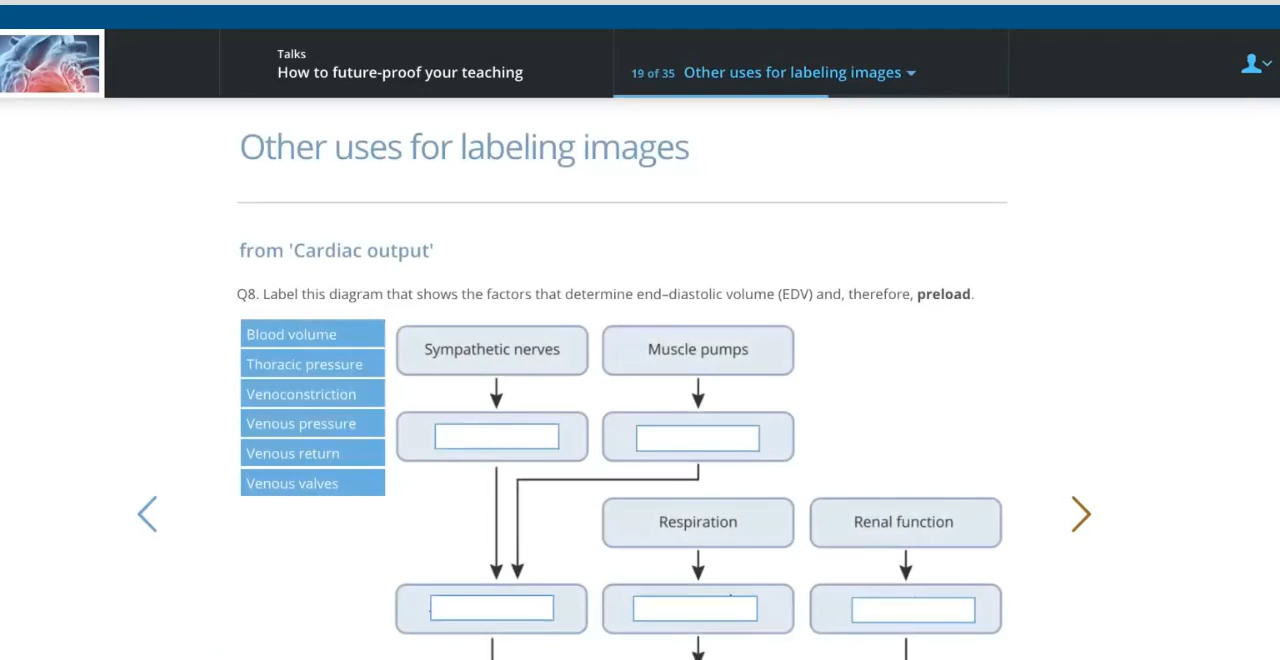 Talks
How to future-proof your teaching
19 of 35 Other uses for labeling images
Other uses for labeling images
from 'Cardiac output'
Q8. Label this diagram that shows the factors that determine end–diastolic volume (EDV) and, therefore, preload.
Blood volume
Thoracic pressure
Venoconstriction
Venous pressure
Venous return
Venous valves
Sympathetic nerves
Muscle pumps
Respiration
Renal function